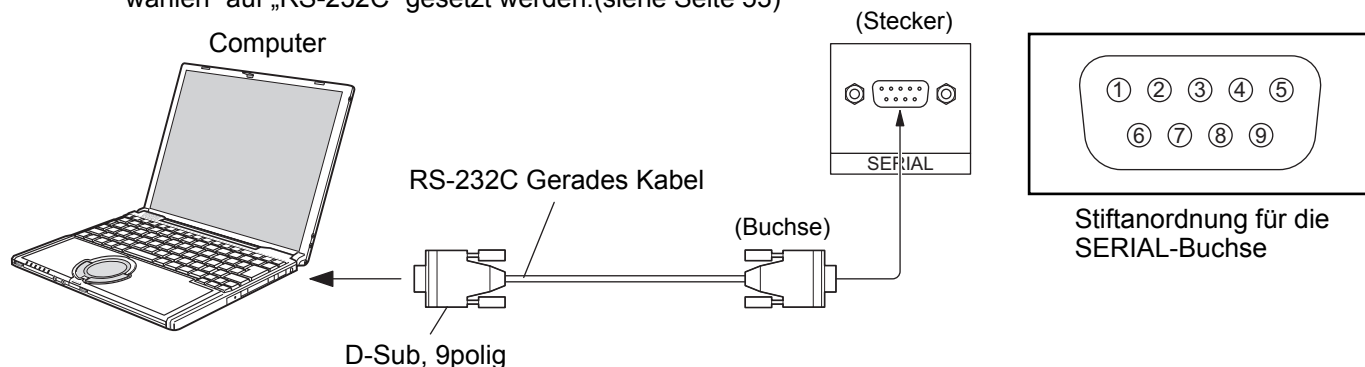 wählen“ auf „RS-232C“ gesetzt werden.(siehe Seite
Computer
(Stecker)
SERIAL
RS-232C Gerades Kabel
(Buchse)
D-Sub, 9polig
1 2 3 4 5
6 7 8 9
Stiftanordnung für die
SERIAL-Buchse